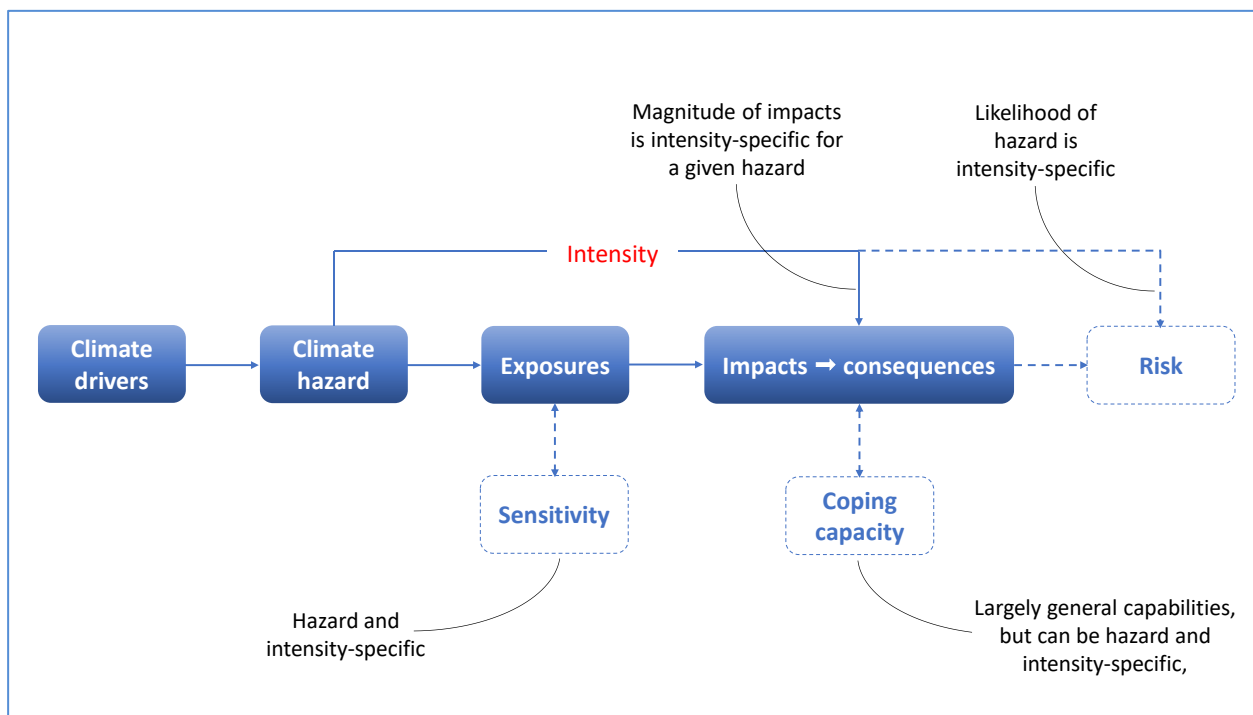 Magnitude of impacts
is intensity-specific for
a given hazard
Likelihood of
hazard is
intensity-specific
Intensity
Climate
drivers
Climate
hazard
Exposures
Impacts ➞ consequences
Risk
Sensitivity
Coping
capacity
Hazard and
intensity-specific
Largely general capabilities,
but can be hazard and
intensity-specific,